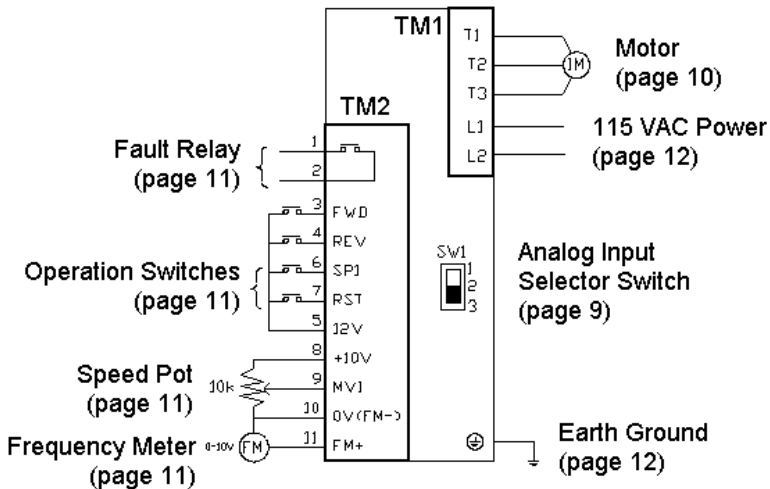 TM1
T1
T2
T3
L1
L2
Motor
(page 10)
IM
115 VAC Power
(page 12)
TM2
Fault Relay
(page 11)
1
2
3 FWD
4 REV
6 SP1
7 RST
5 12V
8 +10V
9 MVI
10 0V(FM-)
11 FM+
Operation Switches
(page 11)
Speed Pot
(page 11)
10k
Frequency Meter
(page 11)
0-10V
FM
SW1
1
2
3
Analog Input
Selector Switch
(page 9)
Earth Ground
(page 12)